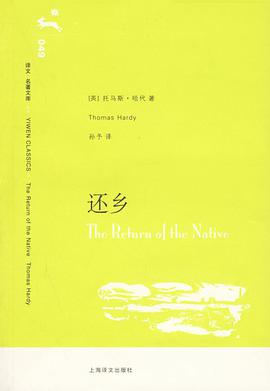 049
译文 名著文库
YIWEN CLASSICS
The Return of the Native
Thomas Hardy
[英] 托马斯·哈代 著
Thomas Hardy
孙予 译
还乡
The Return of the Native
上海译文出版社